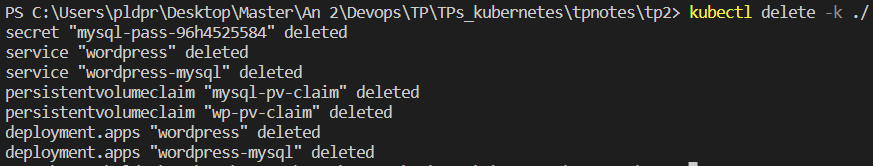 PS C:\Users\pldpr\Desktop\Master\An 2\Devops\TP\TPs_kubernetes\tpnotes\tp2> kubectl delete -k ./
secret "mysql-pass-96h4525584" deleted
service "wordpress" deleted
service "wordpress-mysql" deleted
persistentvolumeclaim "mysql-pv-claim" deleted
persistentvolumeclaim "wp-pv-claim" deleted
deployment.apps "wordpress" deleted
deployment.apps "wordpress-mysql" deleted